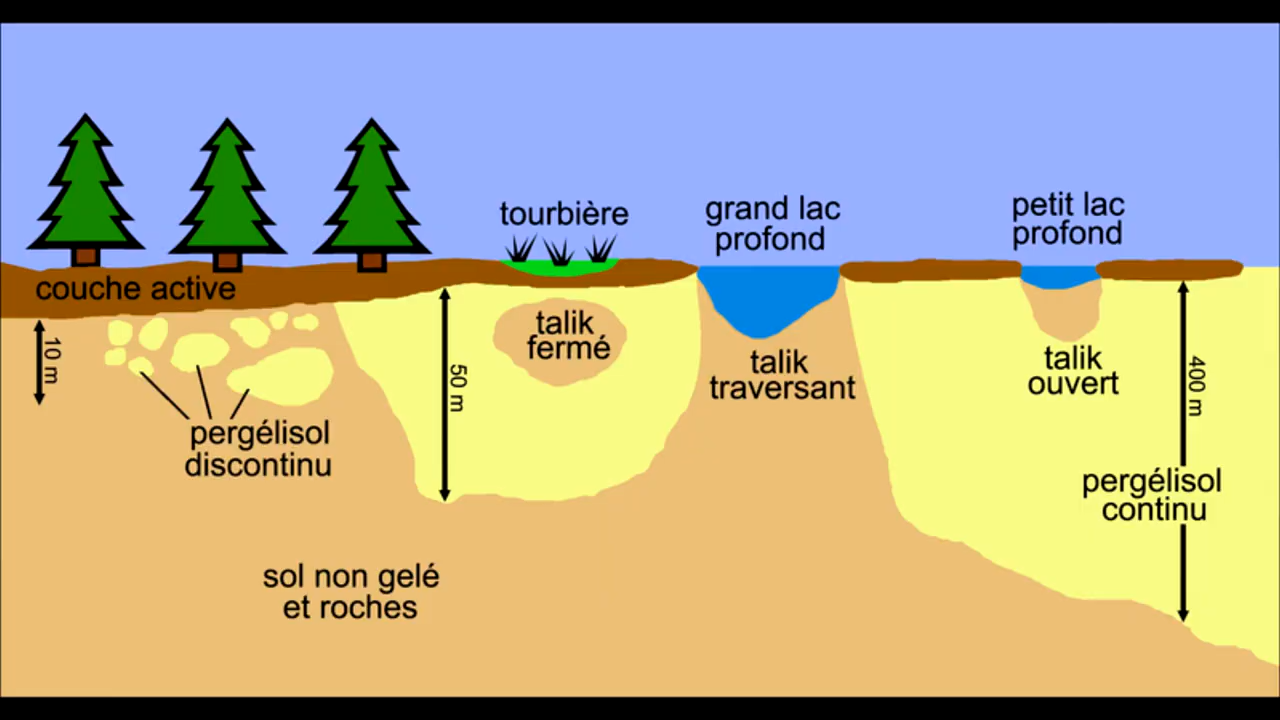 tourbière
grand lac
profond
petit lac
profond
couche active
10 m
pergélisol
discontinu
50 m
talik
fermé
talik
traversant
talik
ouvert
400 m
pergélisol
continu
sol non gelé
et roches